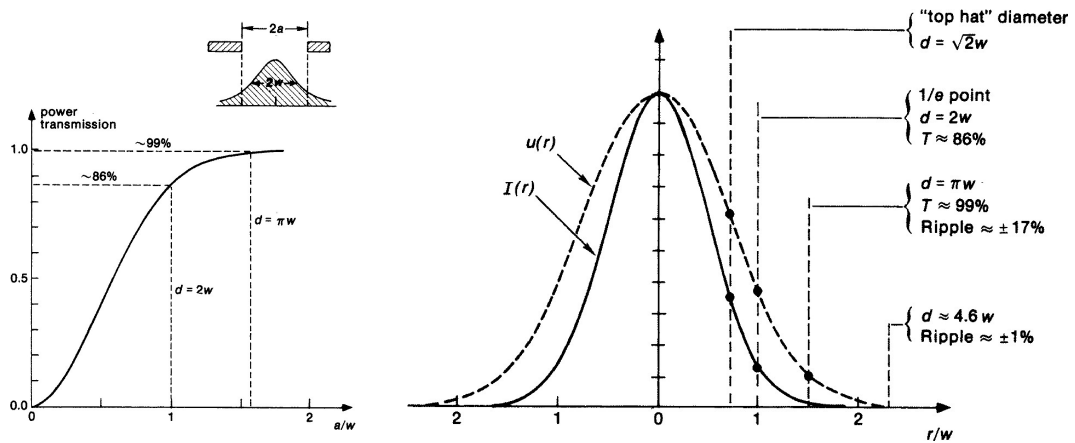 2a
2w
power
transmission
1.0
~99%
~86%
d = πw
0.5
d = 2w
0.0
0
1
2
a/w
u(r)
I(r)
2
1
0
1
2
r/w
"top hat" diameter
d = √2w
1/e point
d = 2w
T ≈ 86%
d = πw
T ≈ 99%
Ripple ≈ ±17%
d ≈ 4.6 w
Ripple ≈ ±1%